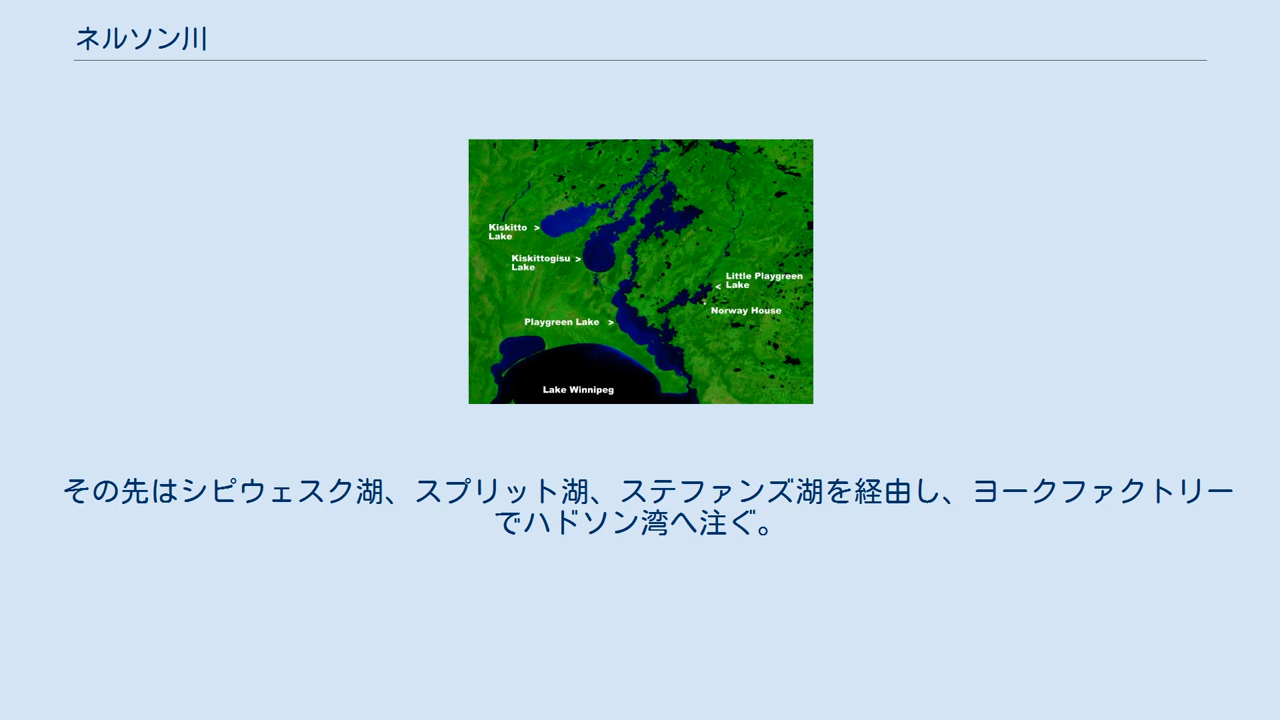 ネルソン川
Kiskitto >
Lake
Kiskittogisu >
Lake
Little Playgreen
< Lake
Norway House
Playgreen Lake >
Lake Winnipeg
その先はシピウェスク湖、スプリット湖、ステファンズ湖を経由し、ヨークファクトリー
でハドソン湾へ注ぐ。